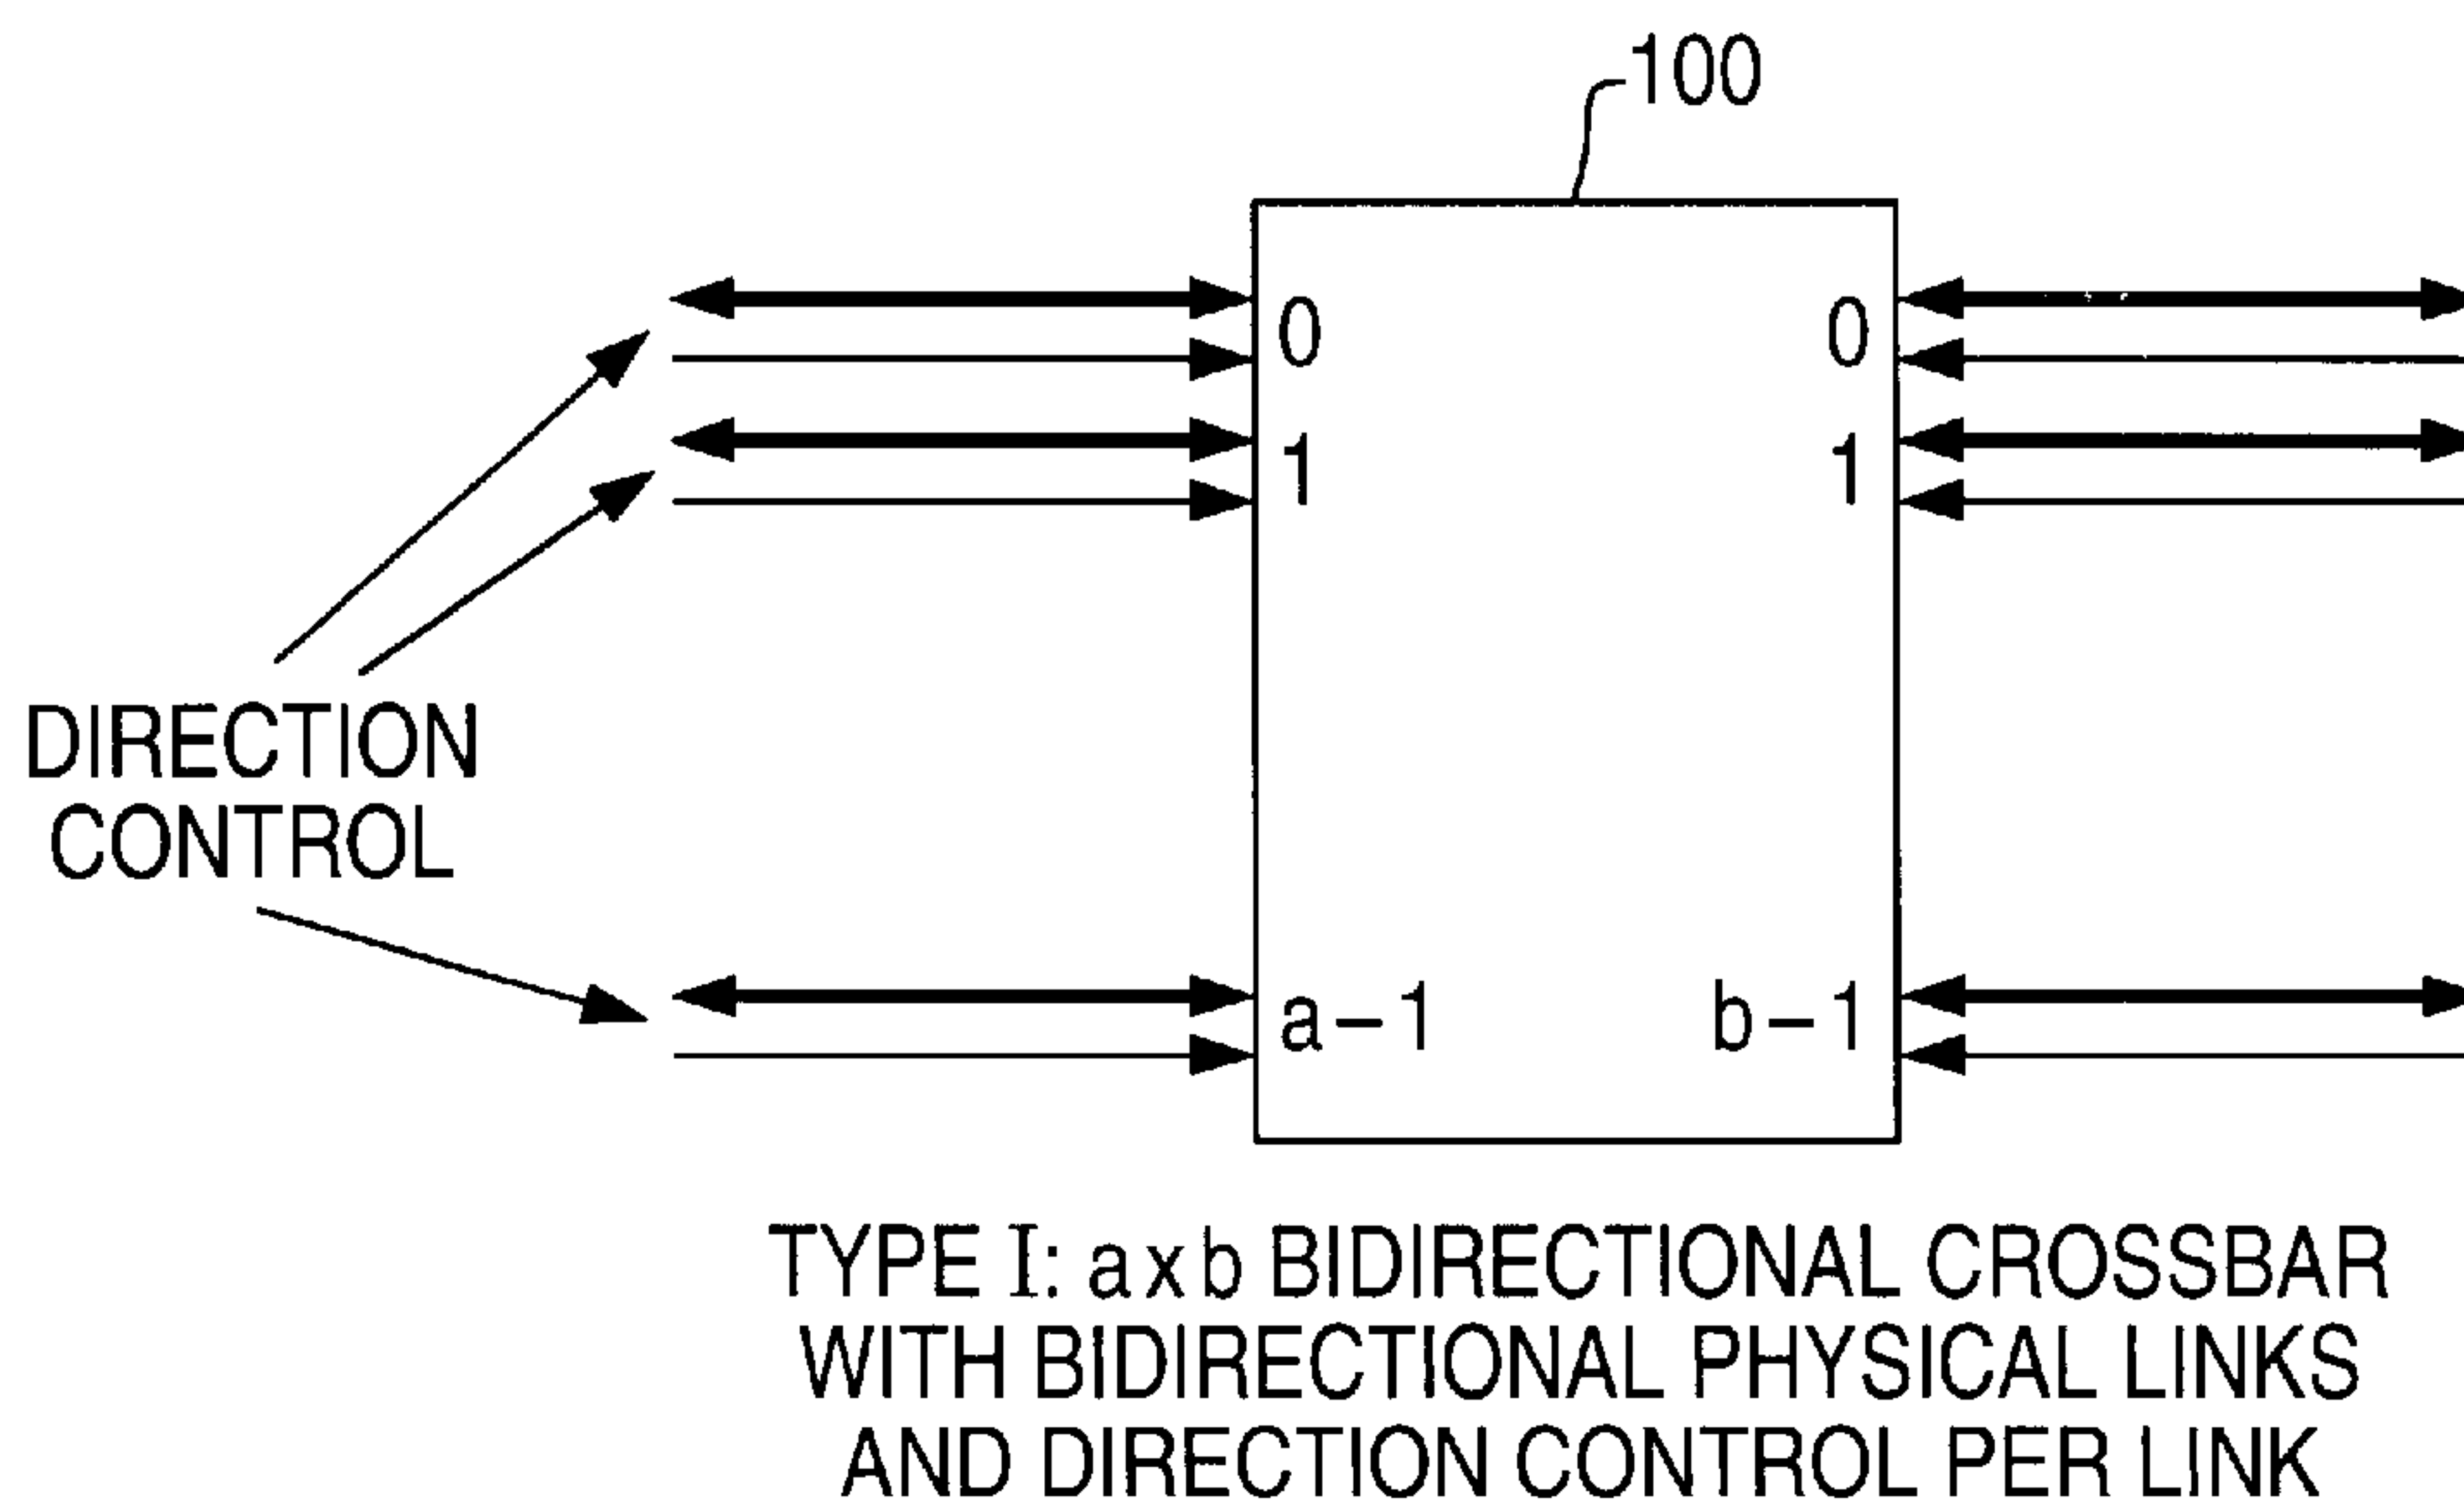 100
0 0
1 1
DIRECTION
CONTROL
a-1 b-1
TYPE I: axb BIDIRECTIONAL CROSSBAR
WITH BIDIRECTIONAL PHYSICAL LINKS
AND DIRECTION CONTROL PER LINK